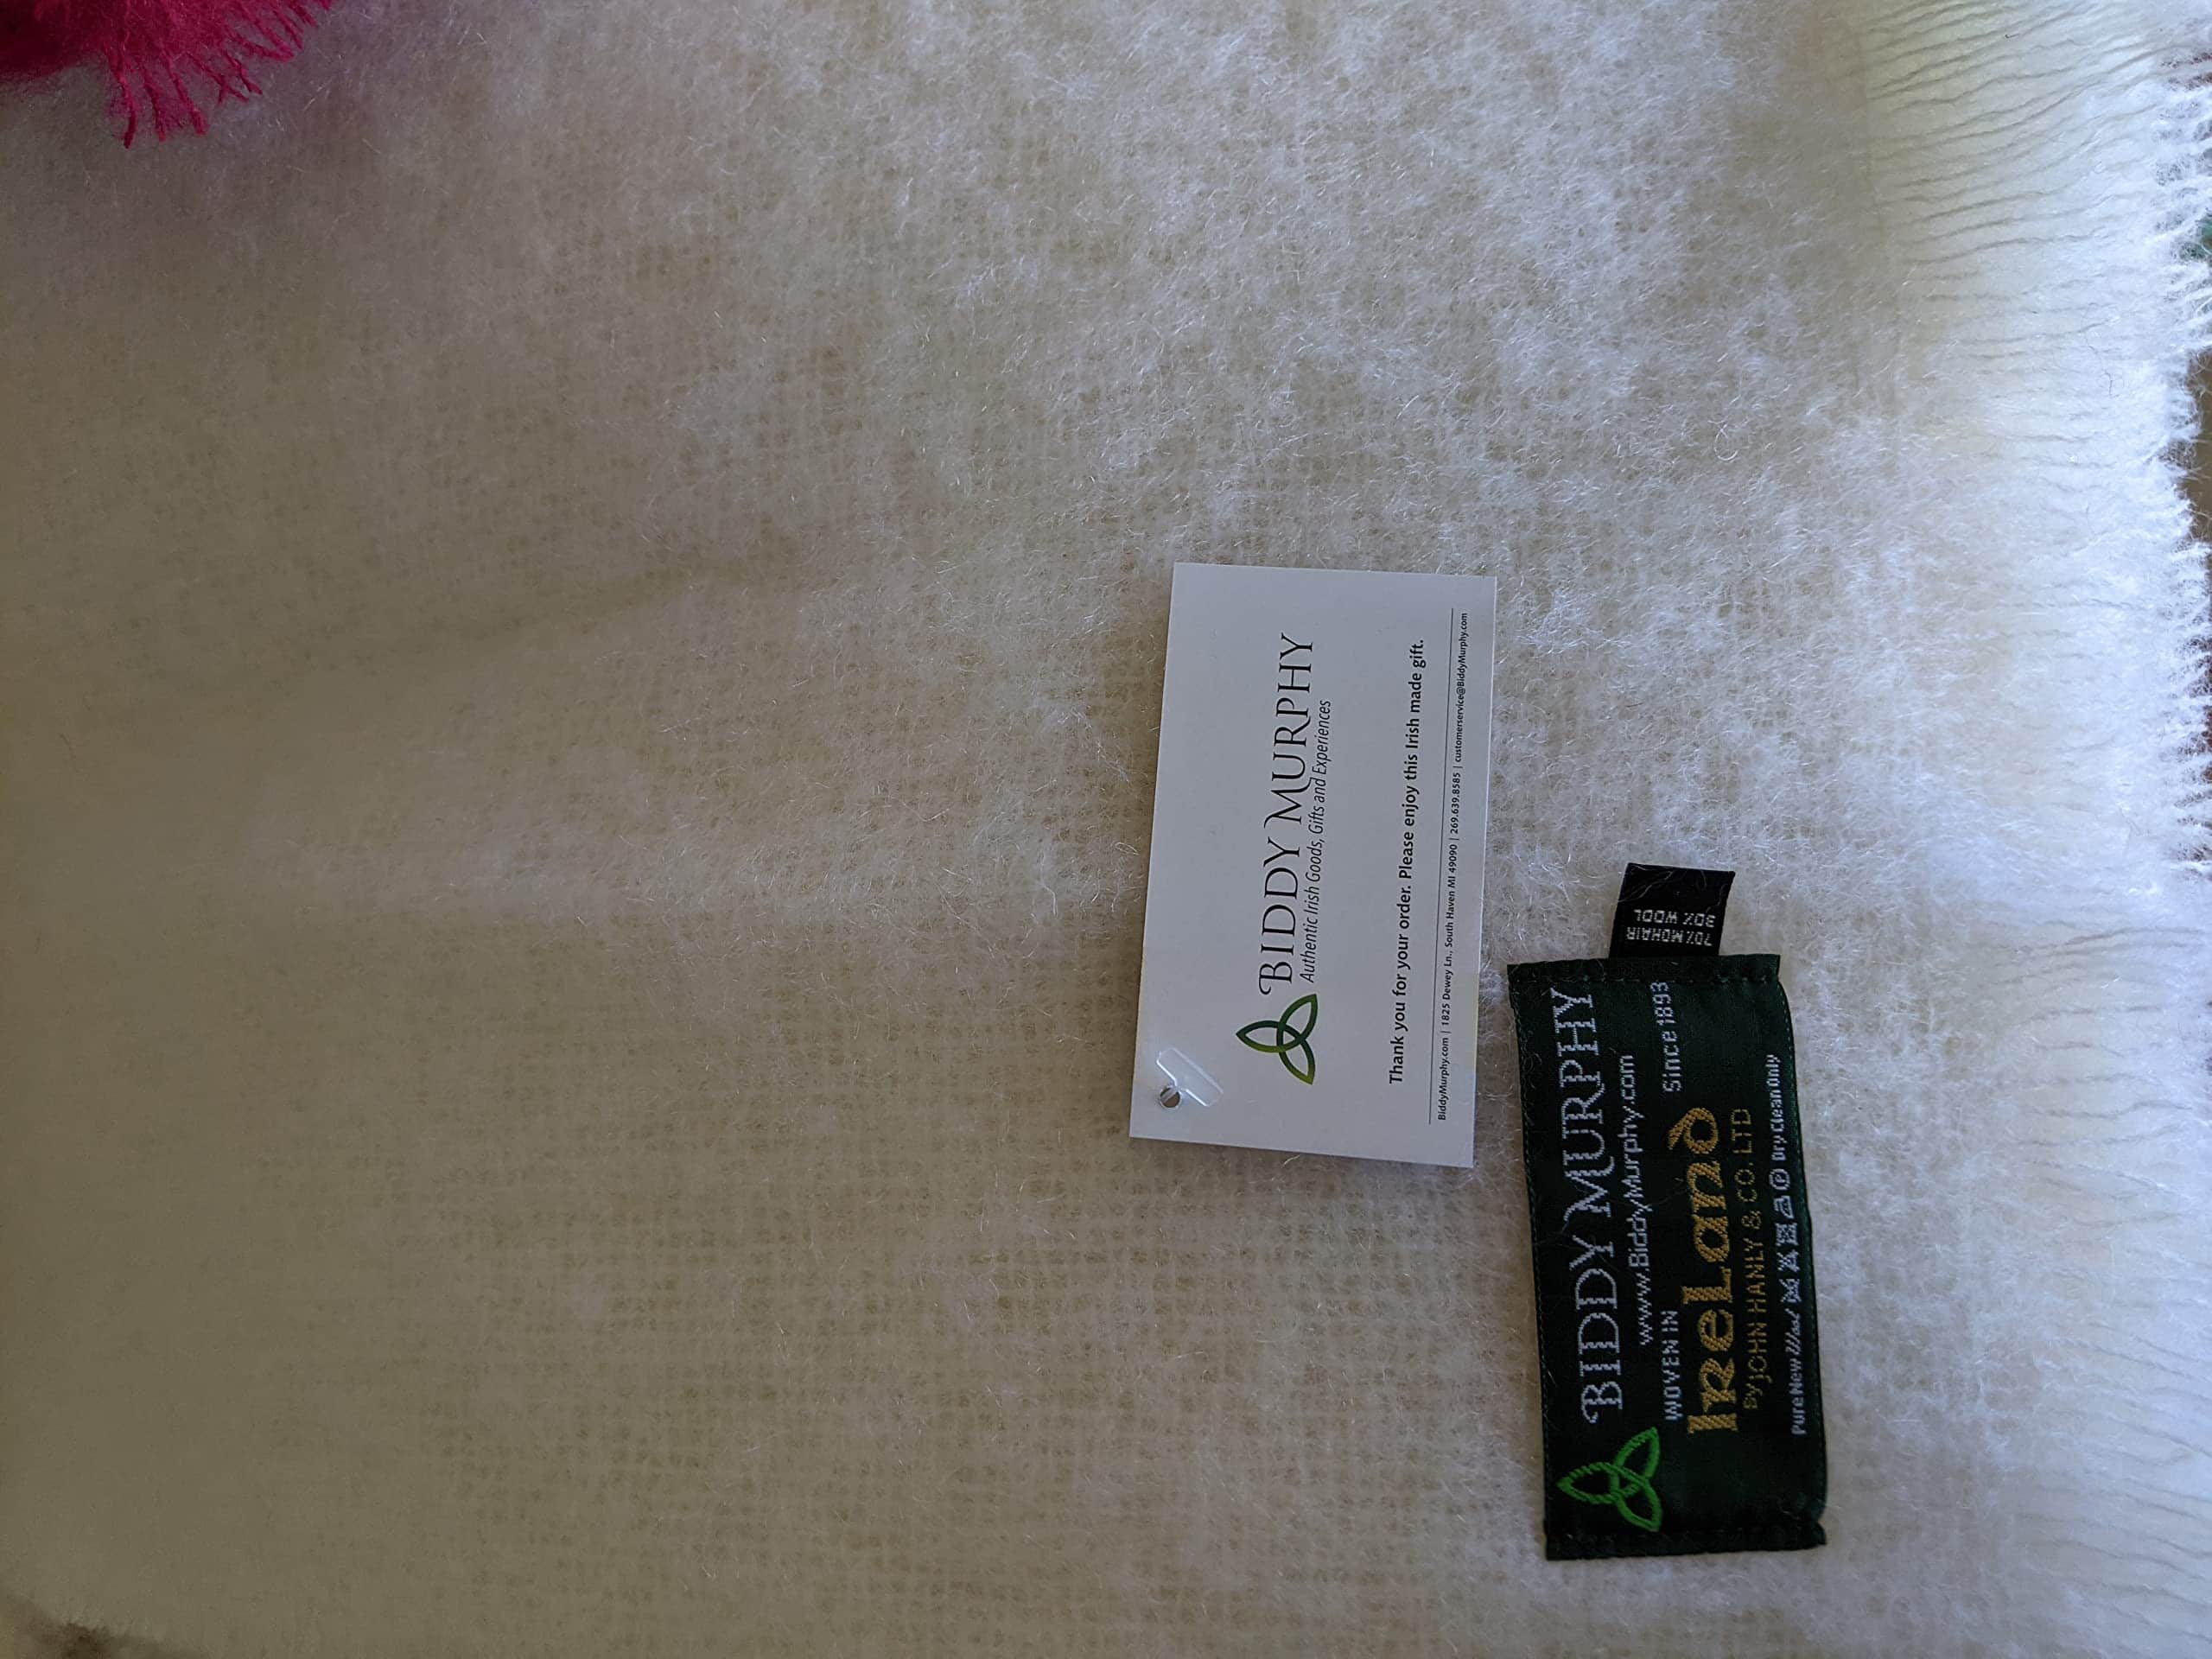 BIDDY MURPHY
Authentic Irish Goods, Gifts and Experiences
Thank you for your order. Please enjoy this Irish made gift.
BiddyMurphy.com | 1825 Dewey Ln., South Haven MI 49090 | 269.639.8585 | customerservice@BiddyMurphy.com
BIDDY MURPHY
www.BiddyMurphy.com
WOVEN IN Since 1893
IreLand
By JOHN HANLY & CO. LTD
Pure New Wool P Dry Clean Only
70% MOHAIR
30% WOOL